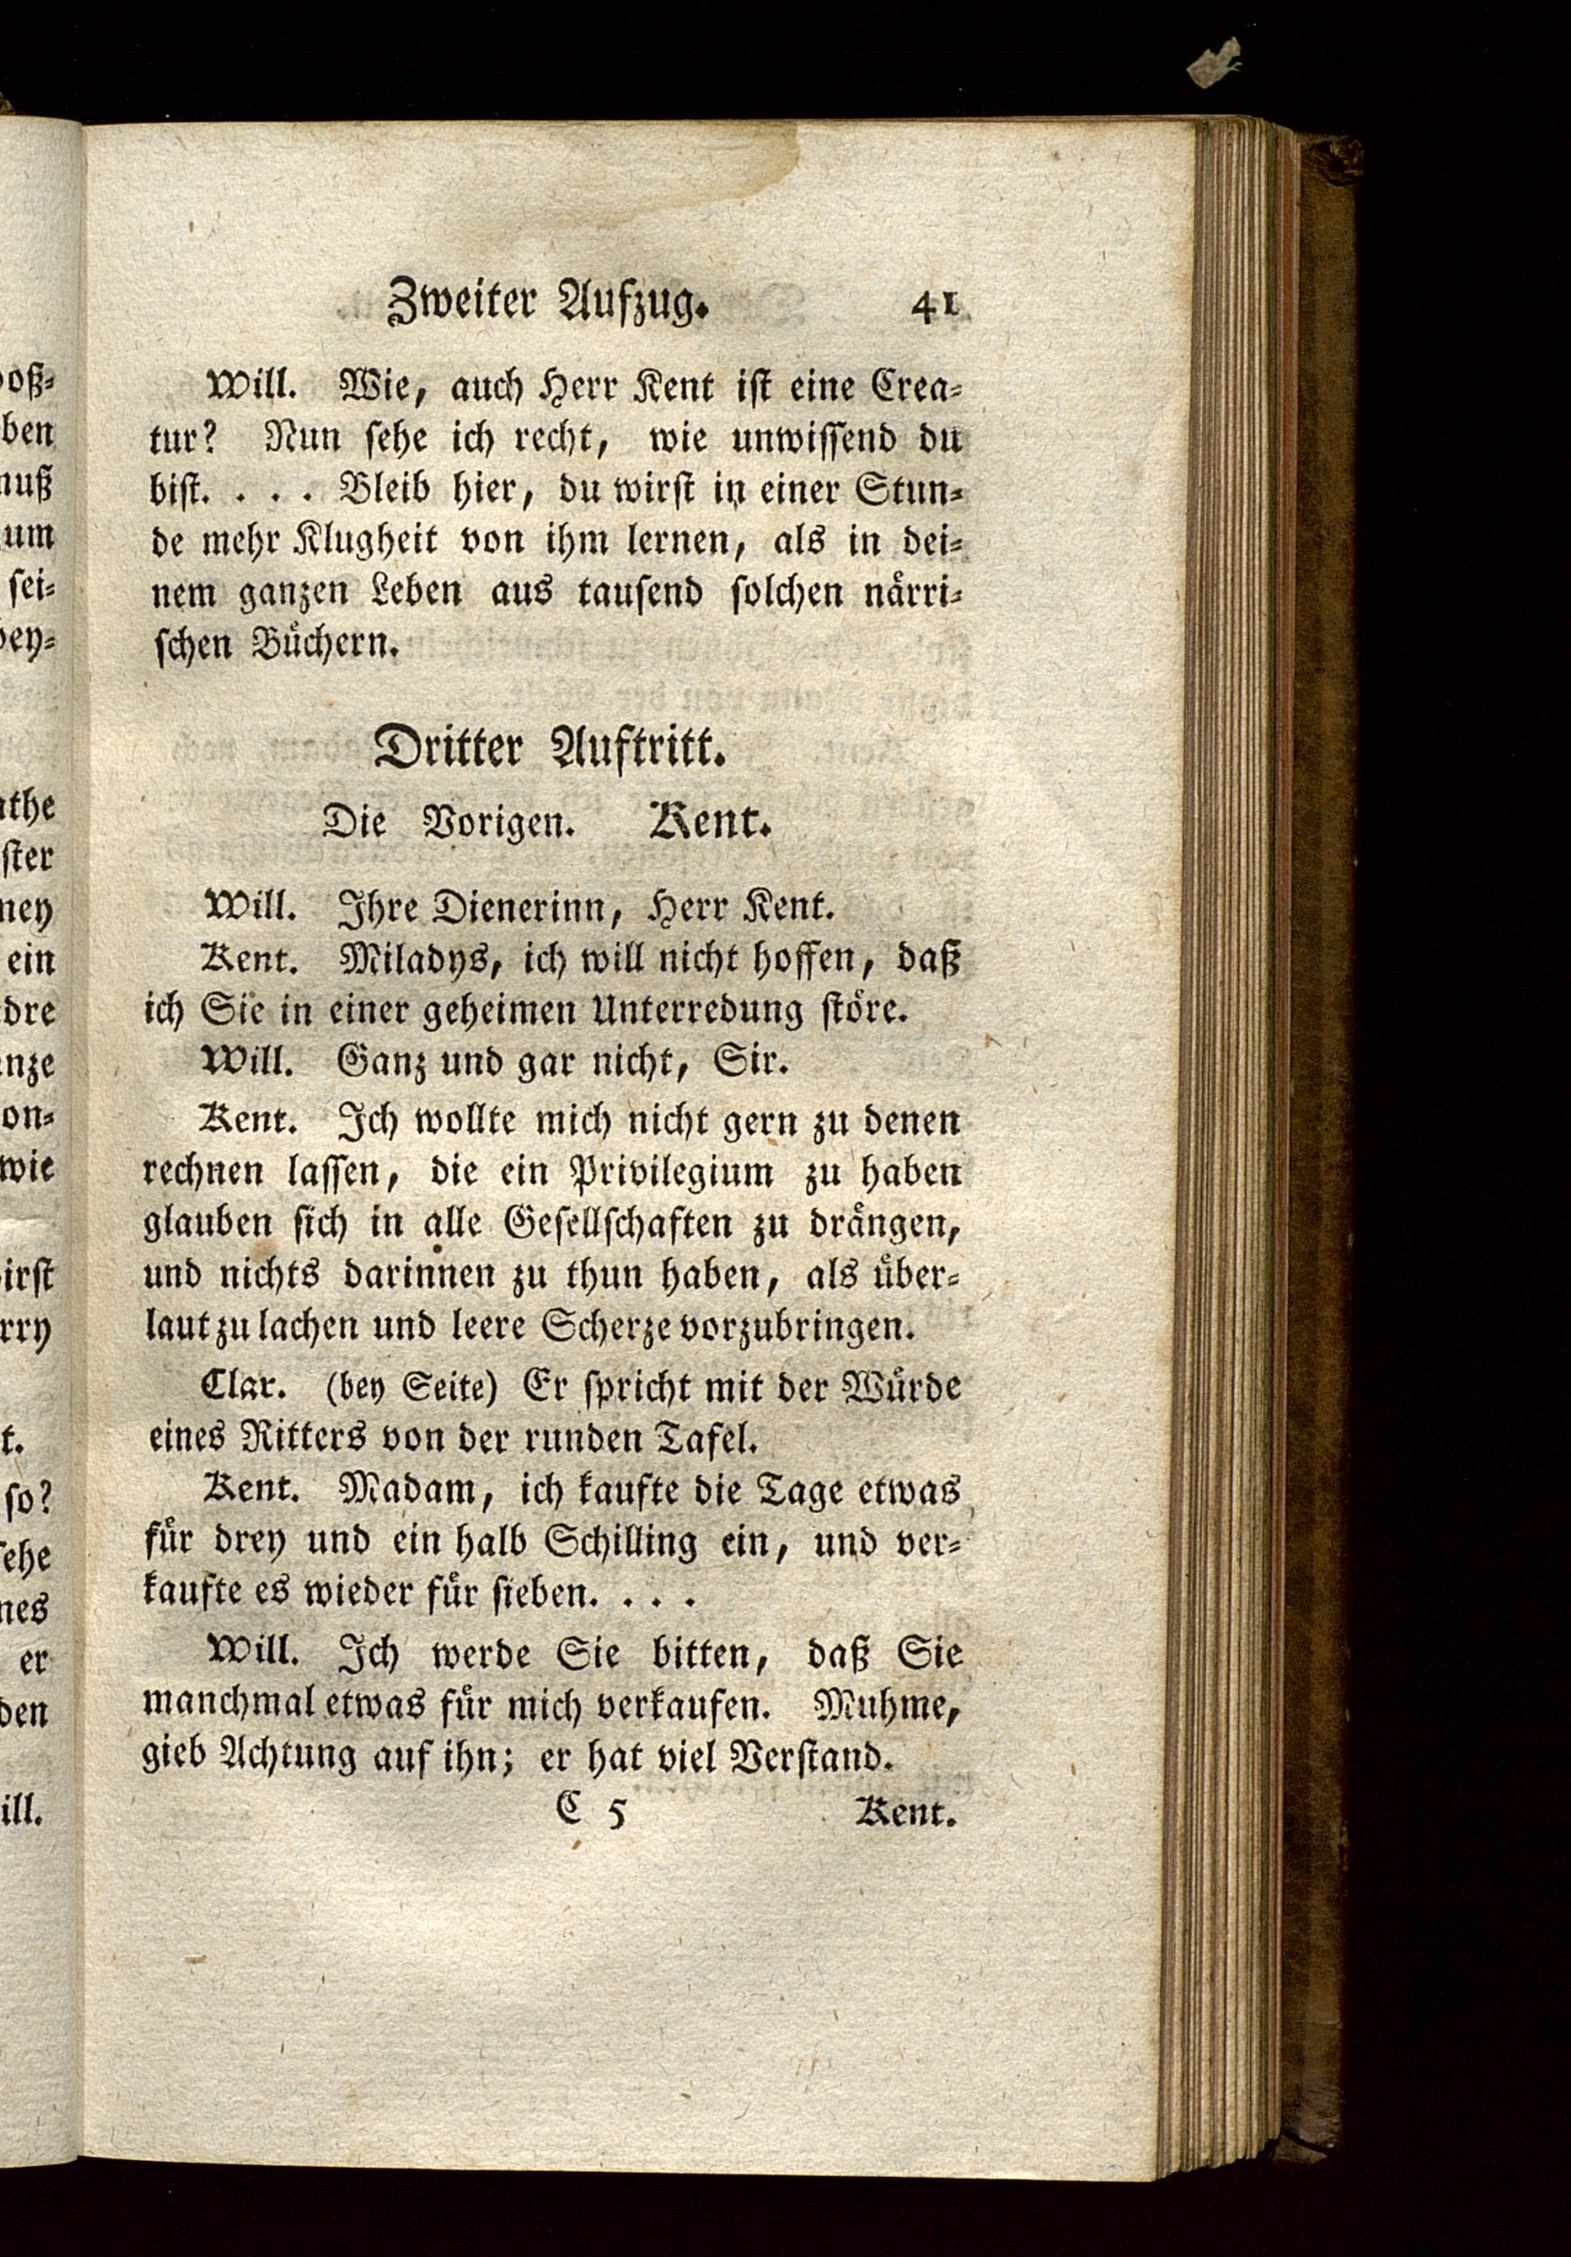 Zweiter Aufzug. 41
Will. Wie, auch Herr Kent ist eine Crea-
tur? Nun sehe ich recht, wie unwissend du
bist. . . . Bleib hier, du wirst in einer Stun-
de mehr Klugheit von ihm lernen, als in dei-
nem ganzen Leben aus tausend solchen närri-
schen Büchern.
Dritter Auftritt.
Die Vorigen. Kent.
Will. Ihre Dienerinn, Herr Kent.
Kent. Miladys, ich will nicht hoffen, daß
ich Sie in einer geheimen Unterredung störe.
Will. Ganz und gar nicht, Sir.
Kent. Ich wollte mich nicht gern zu denen
rechnen lassen, die ein Privilegium zu haben
glauben sich in alle Gesellschaften zu drängen,
und nichts darinnen zu thun haben, als über-
laut zu lachen und leere Scherze vorzubringen.
Clar. (bey Seite) Er spricht mit der Würde
eines Ritters von der runden Tafel.
Kent. Madam, ich kaufte die Tage etwas
für drey und ein halb Schilling ein, und ver-
kaufte es wieder für sieben. . . .
Will. Ich werde Sie bitten, daß Sie
manchmal etwas für mich verkaufen. Muhme,
gieb Achtung auf ihn; er hat viel Verstand.
C 5 Kent.